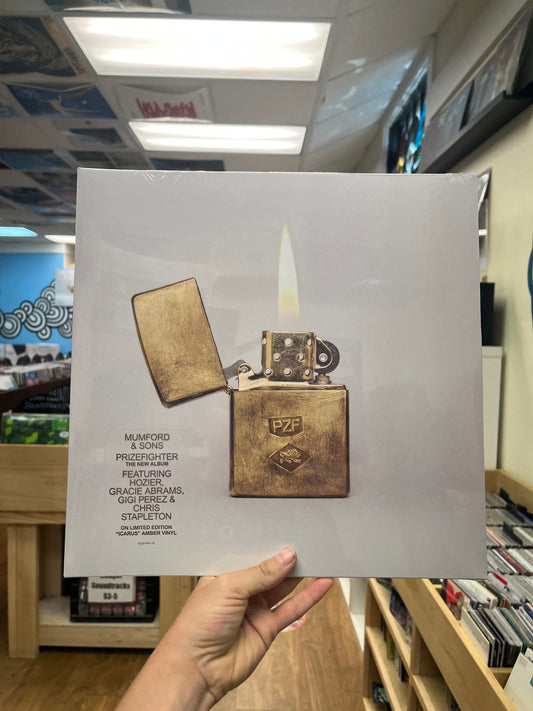 PZF
MUMFORD
& SONS
PRIZEFIGHTER
THE NEW ALBUM
FEATURING
HOZIER,
GRACIE ABRAMS,
GIGI PEREZ &
CHRIS
STAPLETON
ON LIMITED EDITION
"ICARUS" AMBER VINYL
Soundtracks
$3-5